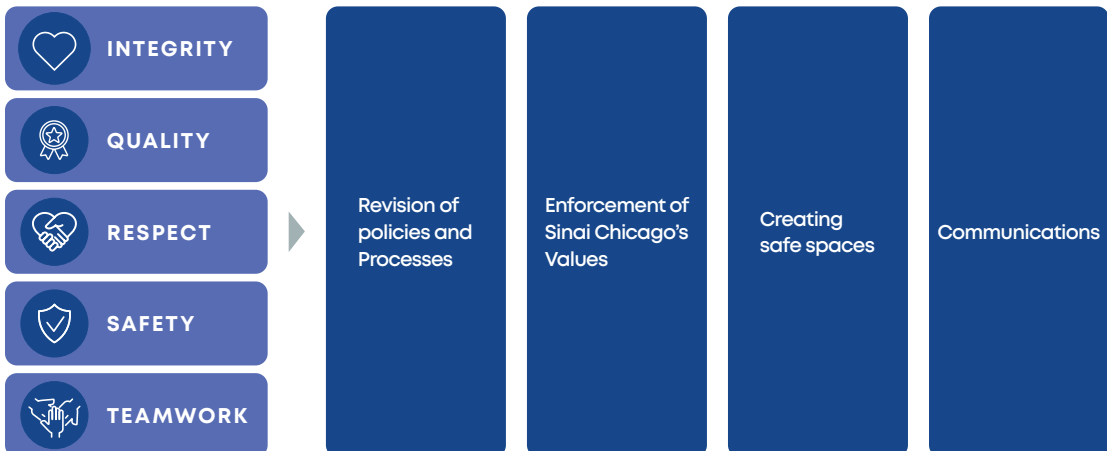 INTEGRITY
QUALITY
RESPECT
SAFETY
TEAMWORK
Revision of
policies and
Processes
Enforcement of
Sinai Chicago’s
Values
Creating
safe spaces
Communications